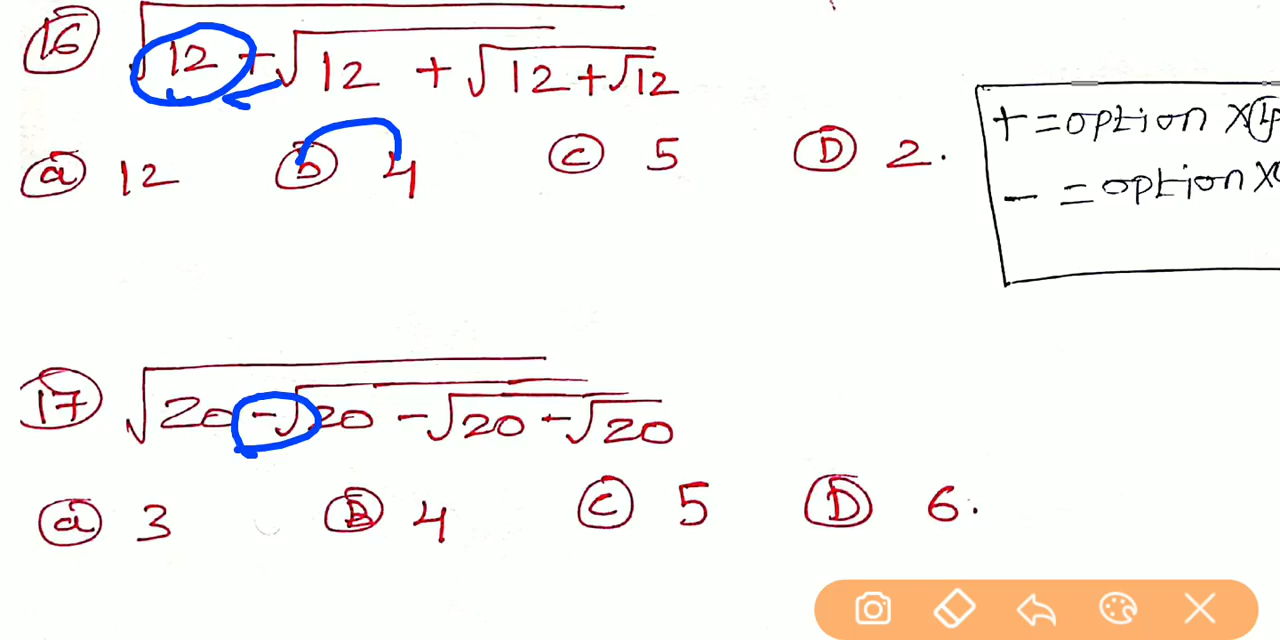 16 √12 + √12 + √12 + √12
a 12 b 4 c 5 D 2.
+ = option x
- = option x
17 √20 - √20 - √20 - √20
a 3 B 4 c 5 D 6.